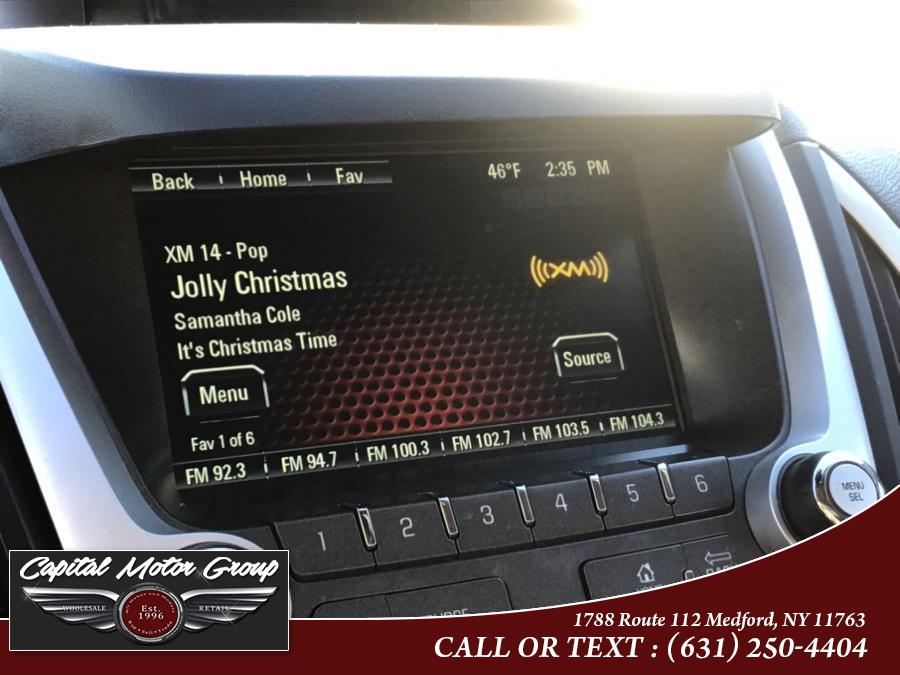 Back Home Fav 46°F 2:35 PM
XM 14 - Pop
Jolly Christmas
Samantha Cole
It's Christmas Time
(((XM)))
Menu
Source
Fav 1 of 6
FM 92.3 FM 94.7 FM 100.3 FM 102.7 FM 103.5 FM 104.3
1 2 3 4 5 6
MENU
SEL
Capital Motor Group
WHOLESALE
Est.
1996
RETAIL
1788 Route 112 Medford, NY 11763
CALL OR TEXT : (631) 250-4404